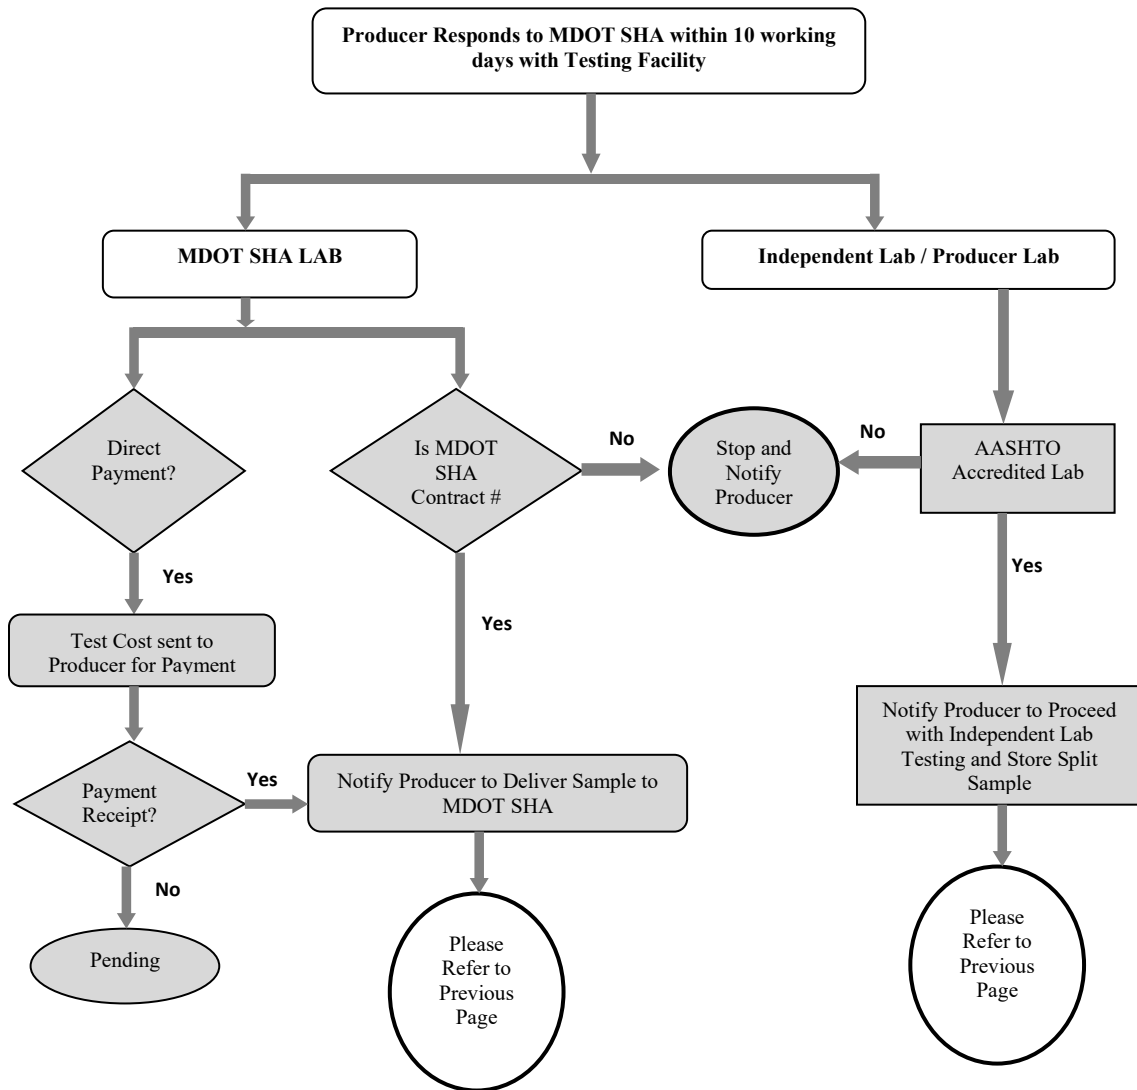 Producer Responds to MDOT SHA within 10 working
days with Testing Facility
MDOT SHA LAB
Independent Lab / Producer Lab
Direct
Payment?
Is MDOT
SHA
Contract #
No
Stop and
Notify
Producer
No
AASHTO
Accredited Lab
Yes
Yes
Yes
Test Cost sent to
Producer for Payment
Notify Producer to Proceed
with Independent Lab
Testing and Store Split
Sample
Payment
Receipt?
Yes
Notify Producer to Deliver Sample to
MDOT SHA
No
Pending
Please
Refer to
Previous
Page
Please
Refer to
Previous
Page